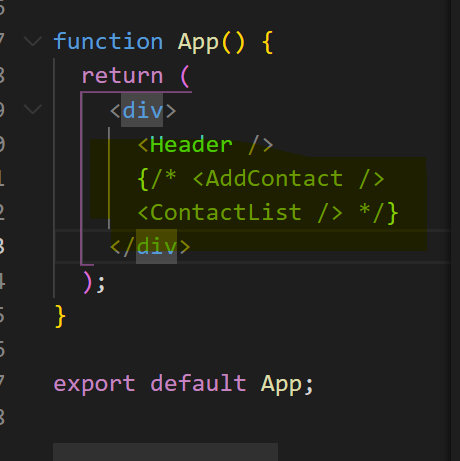 function App() {
return (
<div>
<Header />
{/* <AddContact />
<ContactList /> */}
</div>
);
}
export default App;